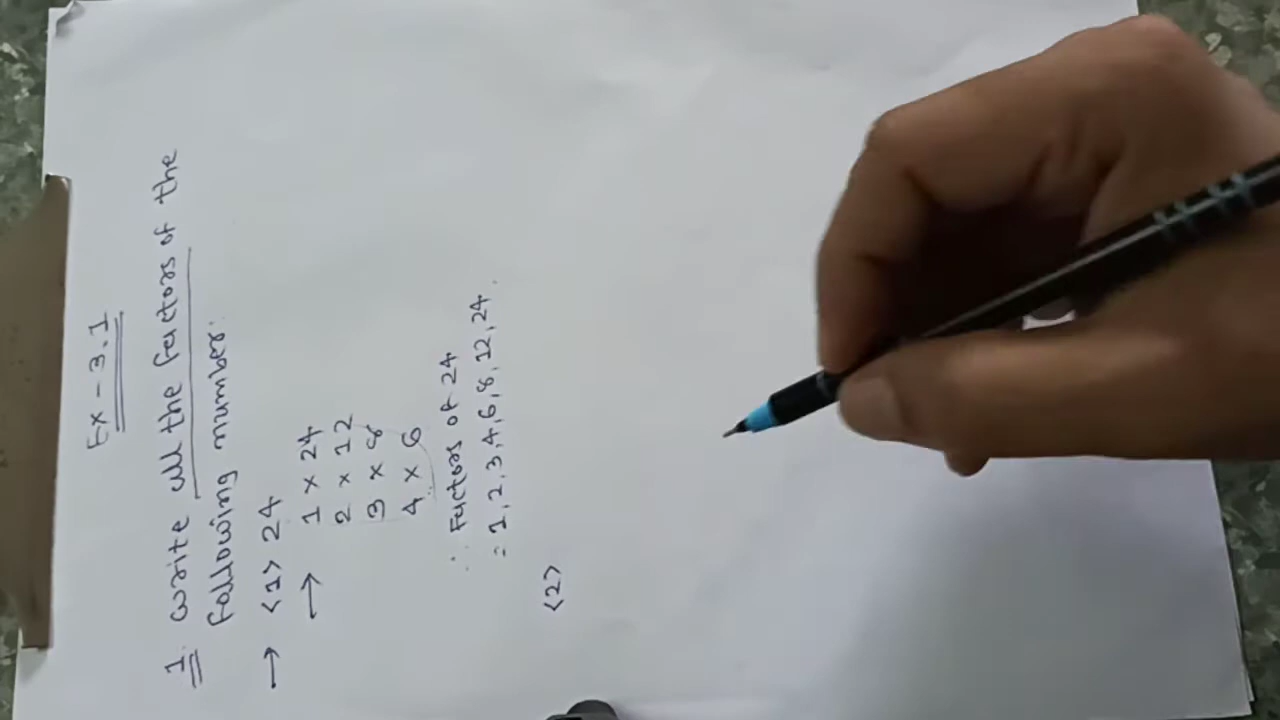 Ex - 3.1
1. write all the factors of the
following number.
→ <1> 24
→ 1 × 24
2 × 12
3 × 8
4 × 6
∴ Factors of 24
= 1, 2, 3, 4, 6, 8, 12, 24.
<2>